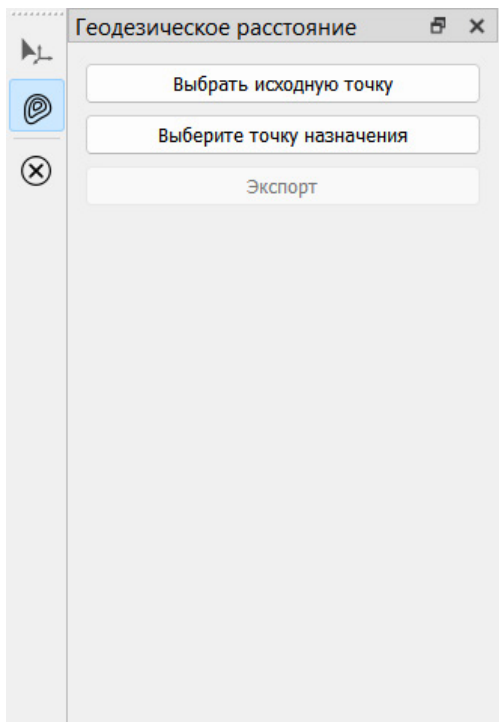 Геодезическое расстояние
Выбрать исходную точку
Выберите точку назначения
Экспорт